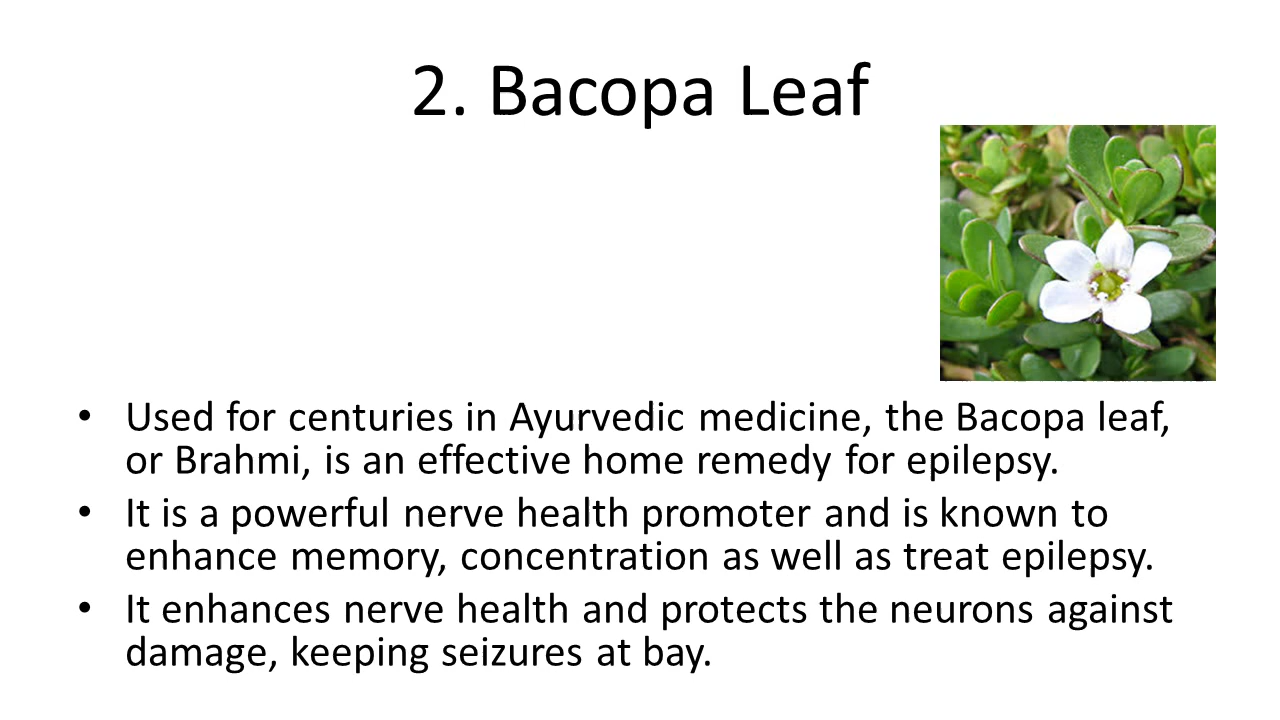 2. Bacopa Leaf
• Used for centuries in Ayurvedic medicine, the Bacopa leaf,
or Brahmi, is an effective home remedy for epilepsy.
• It is a powerful nerve health promoter and is known to
enhance memory, concentration as well as treat epilepsy.
• It enhances nerve health and protects the neurons against
damage, keeping seizures at bay.